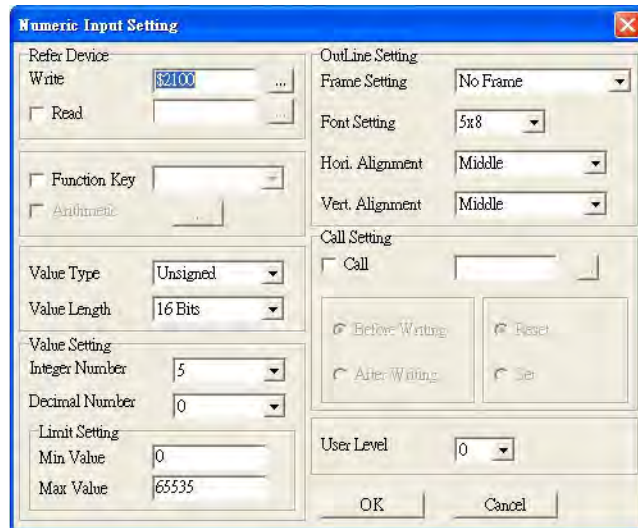 Numeric Input Setting
Refer Device
Write $2100 ...
Read ...
Function Key
Arithmetic ...
Value Type Unsigned
Value Length 16 Bits
Value Setting
Integer Number 5
Decimal Number 0
Limit Setting
Min Value 0
Max Value 65535
OutLine Setting
Frame Setting No Frame
Font Setting 5x8
Hori. Alignment Middle
Vert. Alignment Middle
Call Setting
Call
Before Writing Reset
After Writing Set
User Level 0
OK Cancel